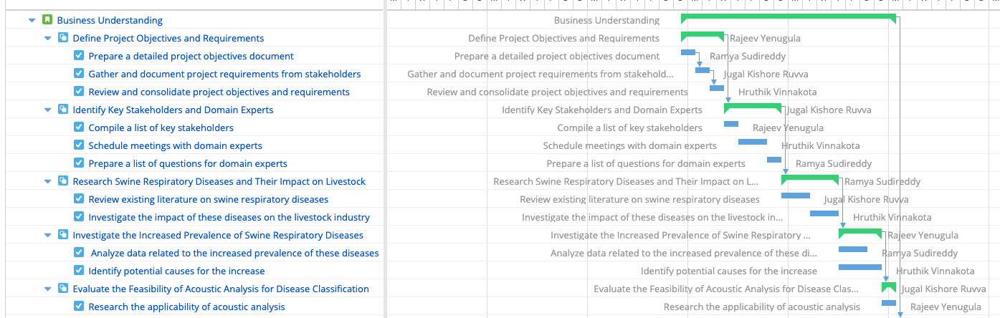 Business Understanding Business Understanding
Define Project Objectives and Requirements Define Project Objectives and Requirements Rajeev Yenugula
Prepare a detailed project objectives document Prepare a detailed project objectives document Ramya Sudireddy
Gather and document project requirements from stakeholders Gather and document project requirements from stakehold... Jugal Kishore Ruvva
Review and consolidate project objectives and requirements Review and consolidate project objectives and requirements Hruthik Vinnakota
Identify Key Stakeholders and Domain Experts Identify Key Stakeholders and Domain Experts Jugal Kishore Ruvva
Compile a list of key stakeholders Compile a list of key stakeholders Rajeev Yenugula
Schedule meetings with domain experts Schedule meetings with domain experts Hruthik Vinnakota
Prepare a list of questions for domain experts Prepare a list of questions for domain experts Ramya Sudireddy
Research Swine Respiratory Diseases and Their Impact on Livestock Research Swine Respiratory Diseases and Their Impact on L... Ramya Sudireddy
Review existing literature on swine respiratory diseases Review existing literature on swine respiratory diseases Jugal Kishore Ruvva
Investigate the impact of these diseases on the livestock industry Investigate the impact of these diseases on the livestock in... Hruthik Vinnakota
Investigate the Increased Prevalence of Swine Respiratory Diseases Investigate the Increased Prevalence of Swine Respiratory ... Rajeev Yenugula
Analyze data related to the increased prevalence of these diseases Analyze data related to the increased prevalence of these di... Ramya Sudireddy
Identify potential causes for the increase Identify potential causes for the increase Hruthik Vinnakota
Evaluate the Feasibility of Acoustic Analysis for Disease Classification Evaluate the Feasibility of Acoustic Analysis for Disease Clas... Jugal Kishore Ruvva
Research the applicability of acoustic analysis Research the applicability of acoustic analysis Rajeev Yenugula